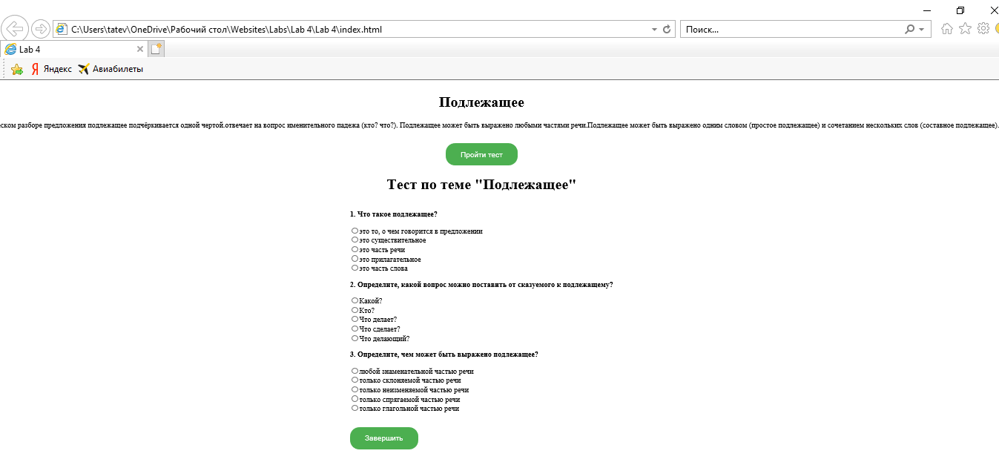 C:\Users\tatev\OneDrive\Рабочий стол\Websites\Labs\Lab 4\Lab 4\index.html
Поиск...
Lab 4
Яндекс
Авиабилеты
Подлежащее
ском разборе предложения подлежащее подчёркивается одной чертой.отвечает на вопрос именительного падежа (кто? что?). Подлежащее может быть выражено любыми частями речи.Подлежащее может быть выражено одним словом (простое подлежащее) и сочетанием нескольких слов (составное подлежащее).
Пройти тест
Тест по теме "Подлежащее"
1. Что такое подлежащее?
это то, о чем говорится в предложении
это существительное
это часть речи
это прилагательное
это часть слова
2. Определите, какой вопрос можно поставить от сказуемого к подлежащему?
Какой?
Кто?
Что делает?
Что сделает?
Что делающий?
3. Определите, чем может быть выражено подлежащее?
любой знаменательной частью речи
только склоняемой частью речи
только неизменяемой частью речи
только спрягаемой частью речи
только глагольной частью речи
Завершить